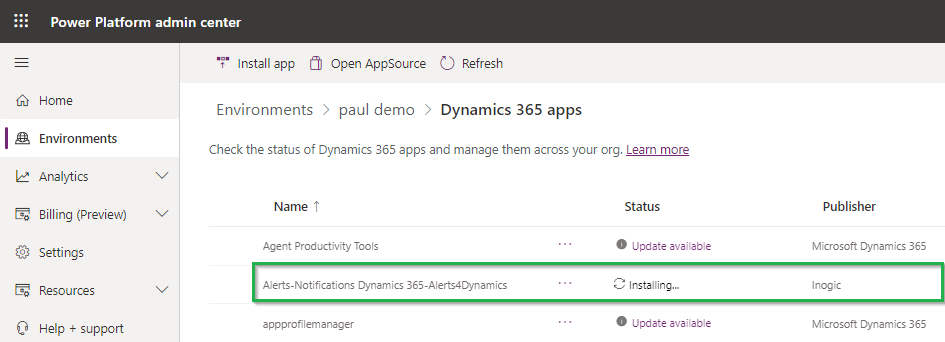 Power Platform admin center
Install app Open AppSource Refresh
Home
Environments
Analytics
Billing (Preview)
Settings
Resources
Help + support
Environments > paul demo > Dynamics 365 apps
Check the status of Dynamics 365 apps and manage them across your org. Learn more
Name ↑ Status Publisher
Agent Productivity Tools ... Update available Microsoft Dynamics 365
Alerts-Notifications Dynamics 365-Alerts4Dynamics ... Installing... Inogic
appprofilemanager ... Update available Microsoft Dynamics 365